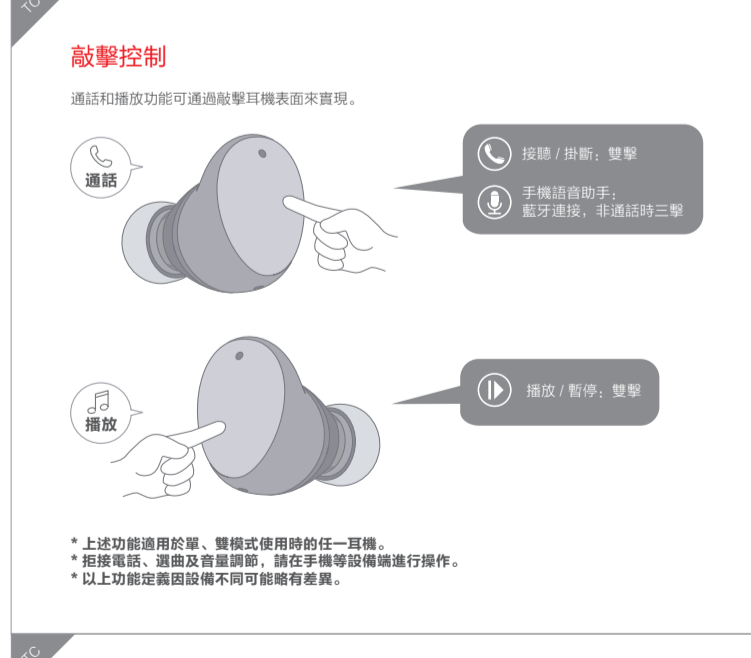 TC
敲擊控制
通話和播放功能可通過敲擊耳機表面來實現。
通話
接聽 / 掛斷：雙擊
手機語音助手：
藍牙連接，非通話時三擊
播放
播放 / 暫停：雙擊
* 上述功能適用於單、雙模式使用時的任一耳機。
* 拒接電話、選曲及音量調節，請在手機等設備端進行操作。
* 以上功能定義因設備不同可能略有差異。
TC